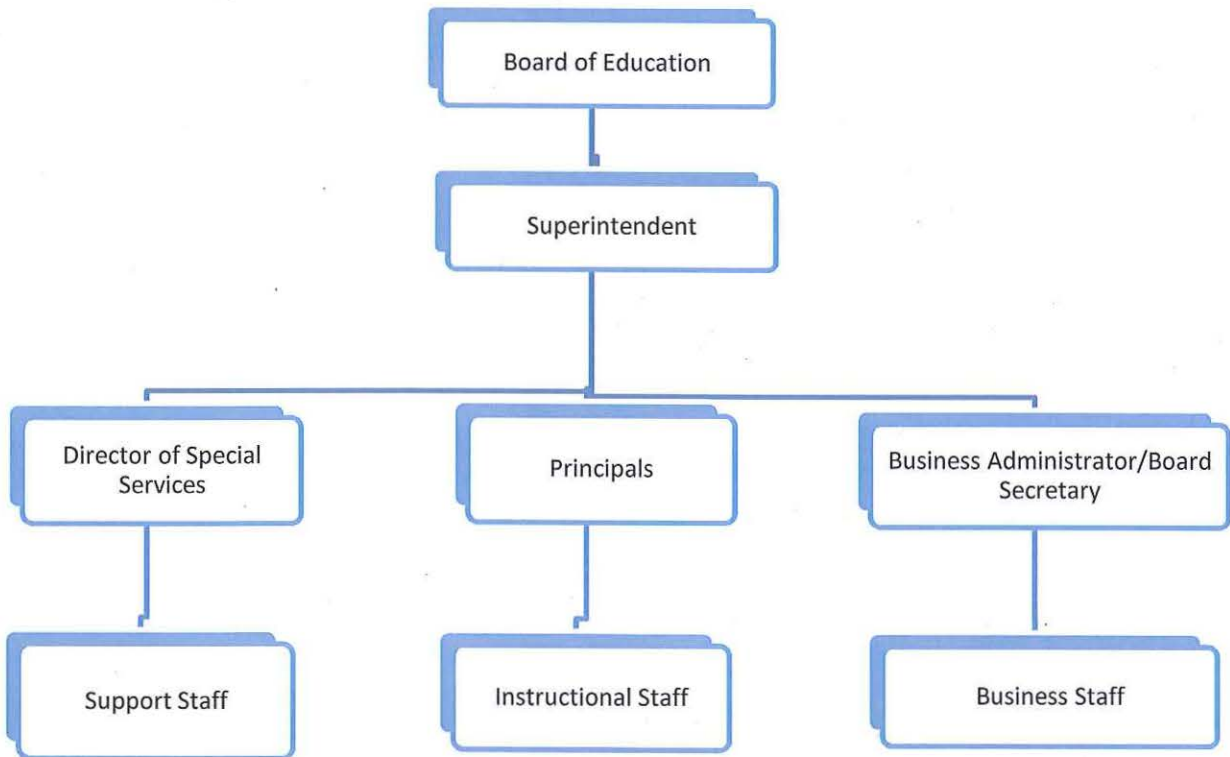 Board of Education
Superintendent
Director of Special
Services
Principals
Business Administrator/Board
Secretary
Support Staff
Instructional Staff
Business Staff